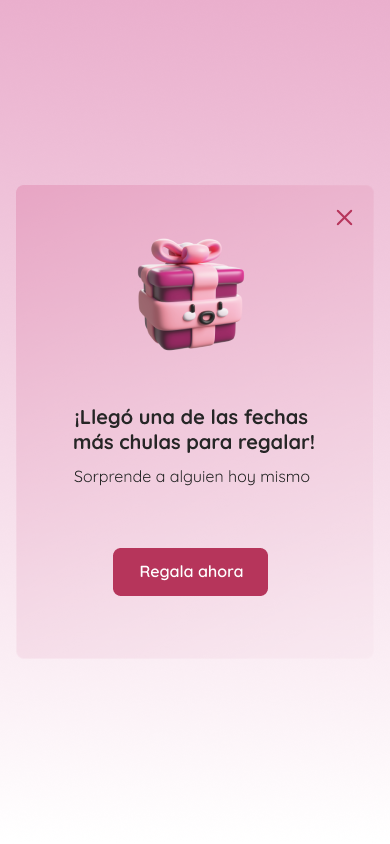 ¡Llegó una de las fechas
más chulas para regalar!
Sorprende a alguien hoy mismo
Regala ahora